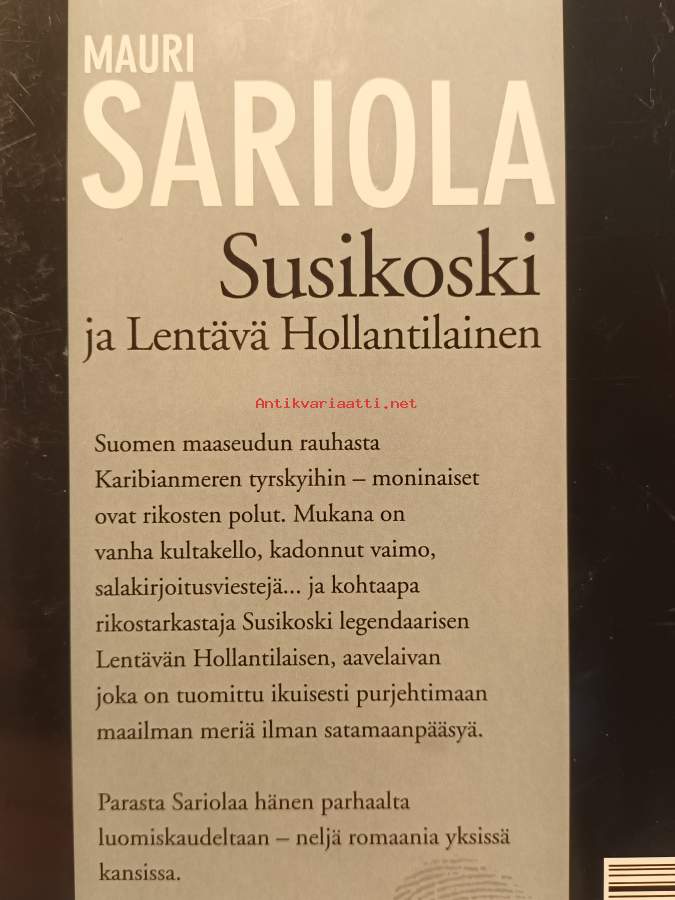 MAURI
SARIOLA
Susikoski
ja Lentävä Hollantilainen
Antikvariaatti.net
Suomen maaseudun rauhasta
Karibianmeren tyrskyihin – moninaiset
ovat rikosten polut. Mukana on
vanha kultakello, kadonnut vaimo,
salakirjoitusviestejä... ja kohtaapa
rikostarkastaja Susikoski legendaarisen
Lentävän Hollantilaisen, aavelaivan
joka on tuomittu ikuisesti purjehtimaan
maailman meriä ilman satamaanpääsyä.
Parasta Sariolaa hänen parhaalta
luomiskaudeltaan – neljä romaania yksissä
kansissa.